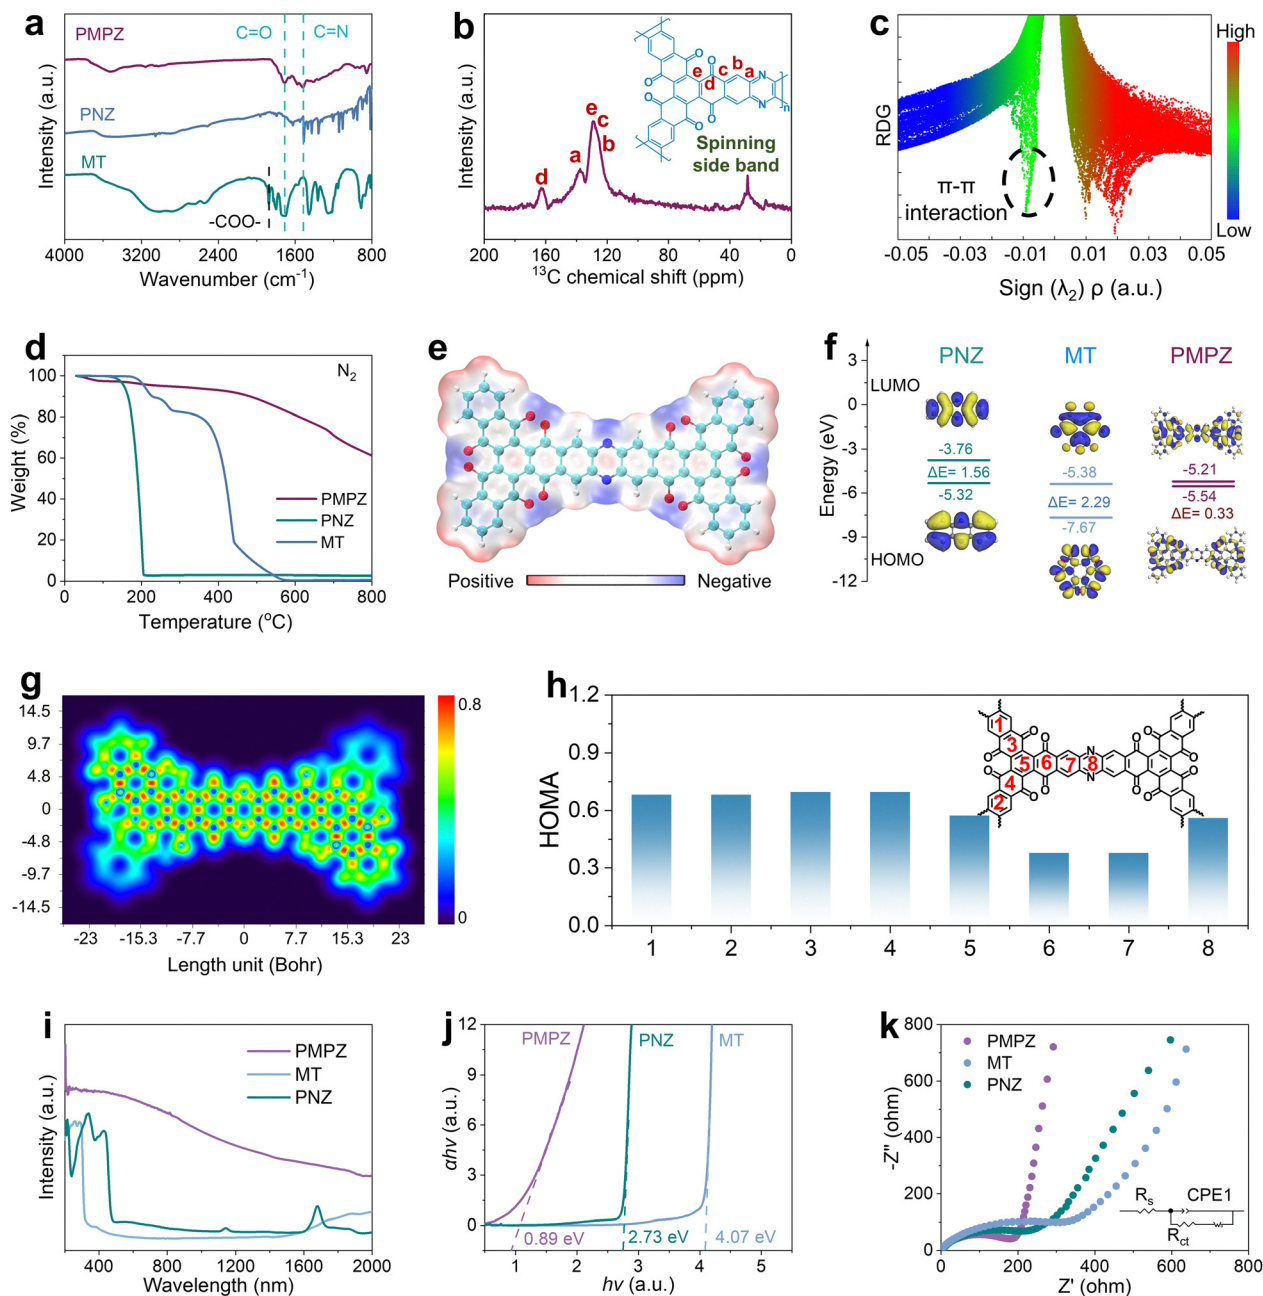 a
PMPZ
C=O
C=N
PNZ
MT
-COO-
Intensity (a.u.)
4000 3200 2400 1600 800
Wavenumber (cm⁻¹)
b
e
d
c
b
a
N
N
O
O
O
O
O
O
n
e
c
b
a
d
Spinning
side band
Intensity (a.u.)
200 160 120 80 40 0
¹³C chemical shift (ppm)
c
High
Low
π-π
interaction
RDG
-0.05 -0.03 -0.01 0.01 0.03 0.05
Sign (λ₂) ρ (a.u.)
d
N₂
100
80
60
40
20
0
PMPZ
PNZ
MT
Weight (%)
0 200 400 600 800
Temperature (°C)
e
Positive
Negative
f
PNZ
MT
PMPZ
LUMO
HOMO
3
0
-3
-6
-9
-12
Energy (eV)
-3.76
ΔE= 1.56
-5.32
-5.38
ΔE= 2.29
-7.67
-5.21
-5.54
ΔE= 0.33
g
14.5
9.7
4.8
0
-4.8
-9.7
-14.5
0.8
0
-23 -15.3 -7.7 0 7.7 15.3 23
Length unit (Bohr)
h
1.2
0.9
0.6
0.3
0.0
HOMA
1
3
5
6
7
8
4
2
N
N
O
O
O
O
O
O
O
O
O
O
O
O
1 2 3 4 5 6 7 8
i
PMPZ
MT
PNZ
Intensity (a.u.)
400 800 1200 1600 2000
Wavelength (nm)
j
12
9
6
3
0
PMPZ
PNZ
MT
0.89 eV
2.73 eV
4.07 eV
αhv (a.u.)
1 2 3 4 5
hv (a.u.)
k
800
600
400
200
0
PMPZ
MT
PNZ
Rs
CPE1
Rct
-Z'' (ohm)
0 200 400 600 800
Z' (ohm)